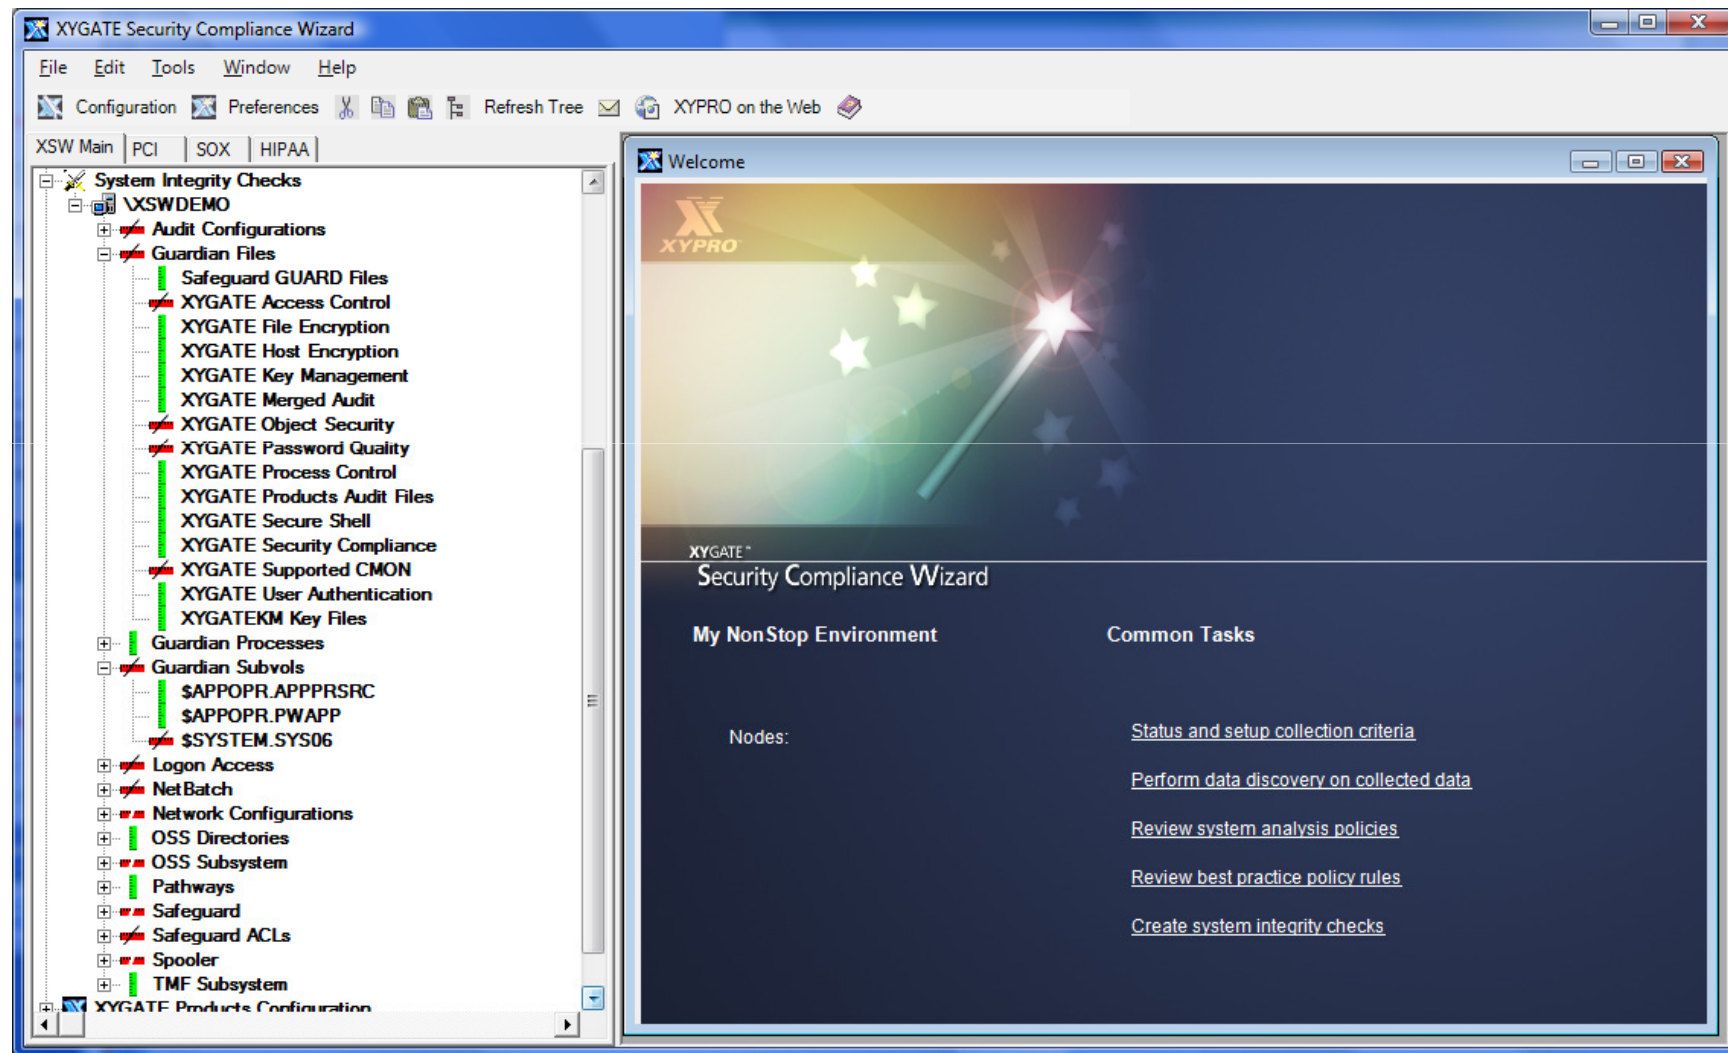 XYGATE Security Compliance Wizard
File Edit Tools Window Help
Configuration Preferences Refresh Tree XYPRO on the Web
XSW Main PCI SOX HIPAA
System Integrity Checks
\XSWDEMO
Audit Configurations
Guardian Files
Safeguard GUARD Files
XYGATE Access Control
XYGATE File Encryption
XYGATE Host Encryption
XYGATE Key Management
XYGATE Merged Audit
XYGATE Object Security
XYGATE Password Quality
XYGATE Process Control
XYGATE Products Audit Files
XYGATE Secure Shell
XYGATE Security Compliance
XYGATE Supported CMON
XYGATE User Authentication
XYGATEKM Key Files
Guardian Processes
Guardian Subvols
$APPOPR.APPPRSRC
$APPOPR.PWAPP
$SYSTEM.SYS06
Logon Access
NetBatch
Network Configurations
OSS Directories
OSS Subsystem
Pathways
Safeguard
Safeguard ACLs
Spooler
TMF Subsystem
XYGATE Products Configuration
Welcome
XYPRO
XYGATE™
Security Compliance Wizard
My NonStop Environment
Nodes:
Common Tasks
Status and setup collection criteria
Perform data discovery on collected data
Review system analysis policies
Review best practice policy rules
Create system integrity checks